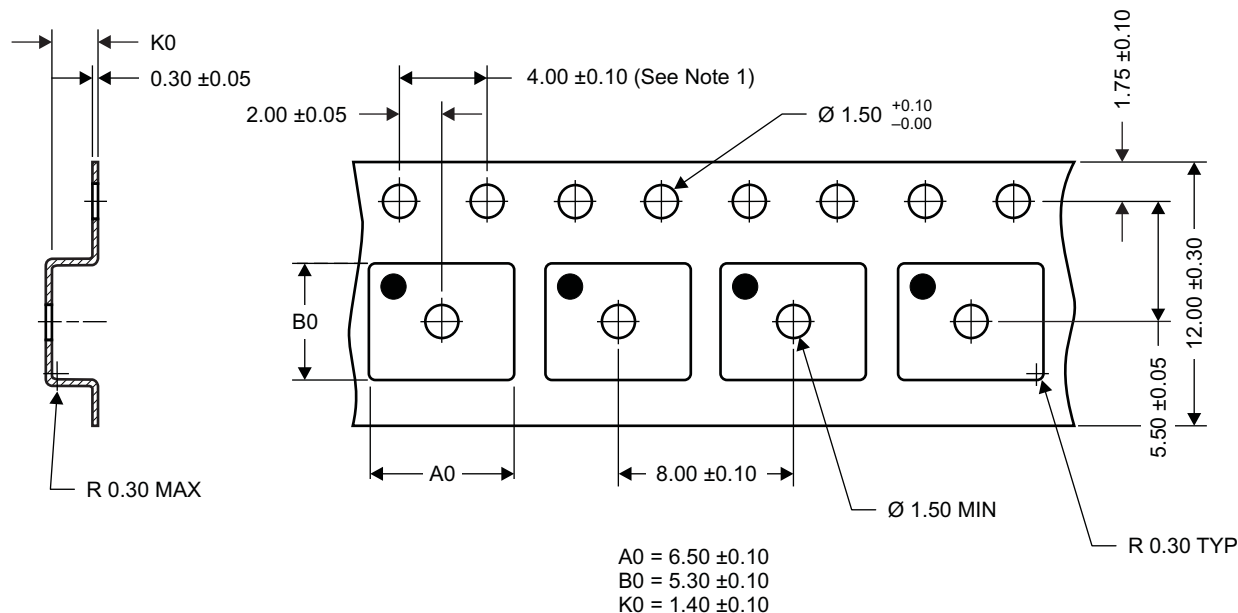 K0
0.30 ±0.05
4.00 ±0.10 (See Note 1)
2.00 ±0.05
Ø 1.50 +0.10 –0.00
1.75 ±0.10
12.00 ±0.30
5.50 ±0.05
B0
A0
8.00 ±0.10
R 0.30 MAX
Ø 1.50 MIN
R 0.30 TYP
A0 = 6.50 ±0.10
B0 = 5.30 ±0.10
K0 = 1.40 ±0.10